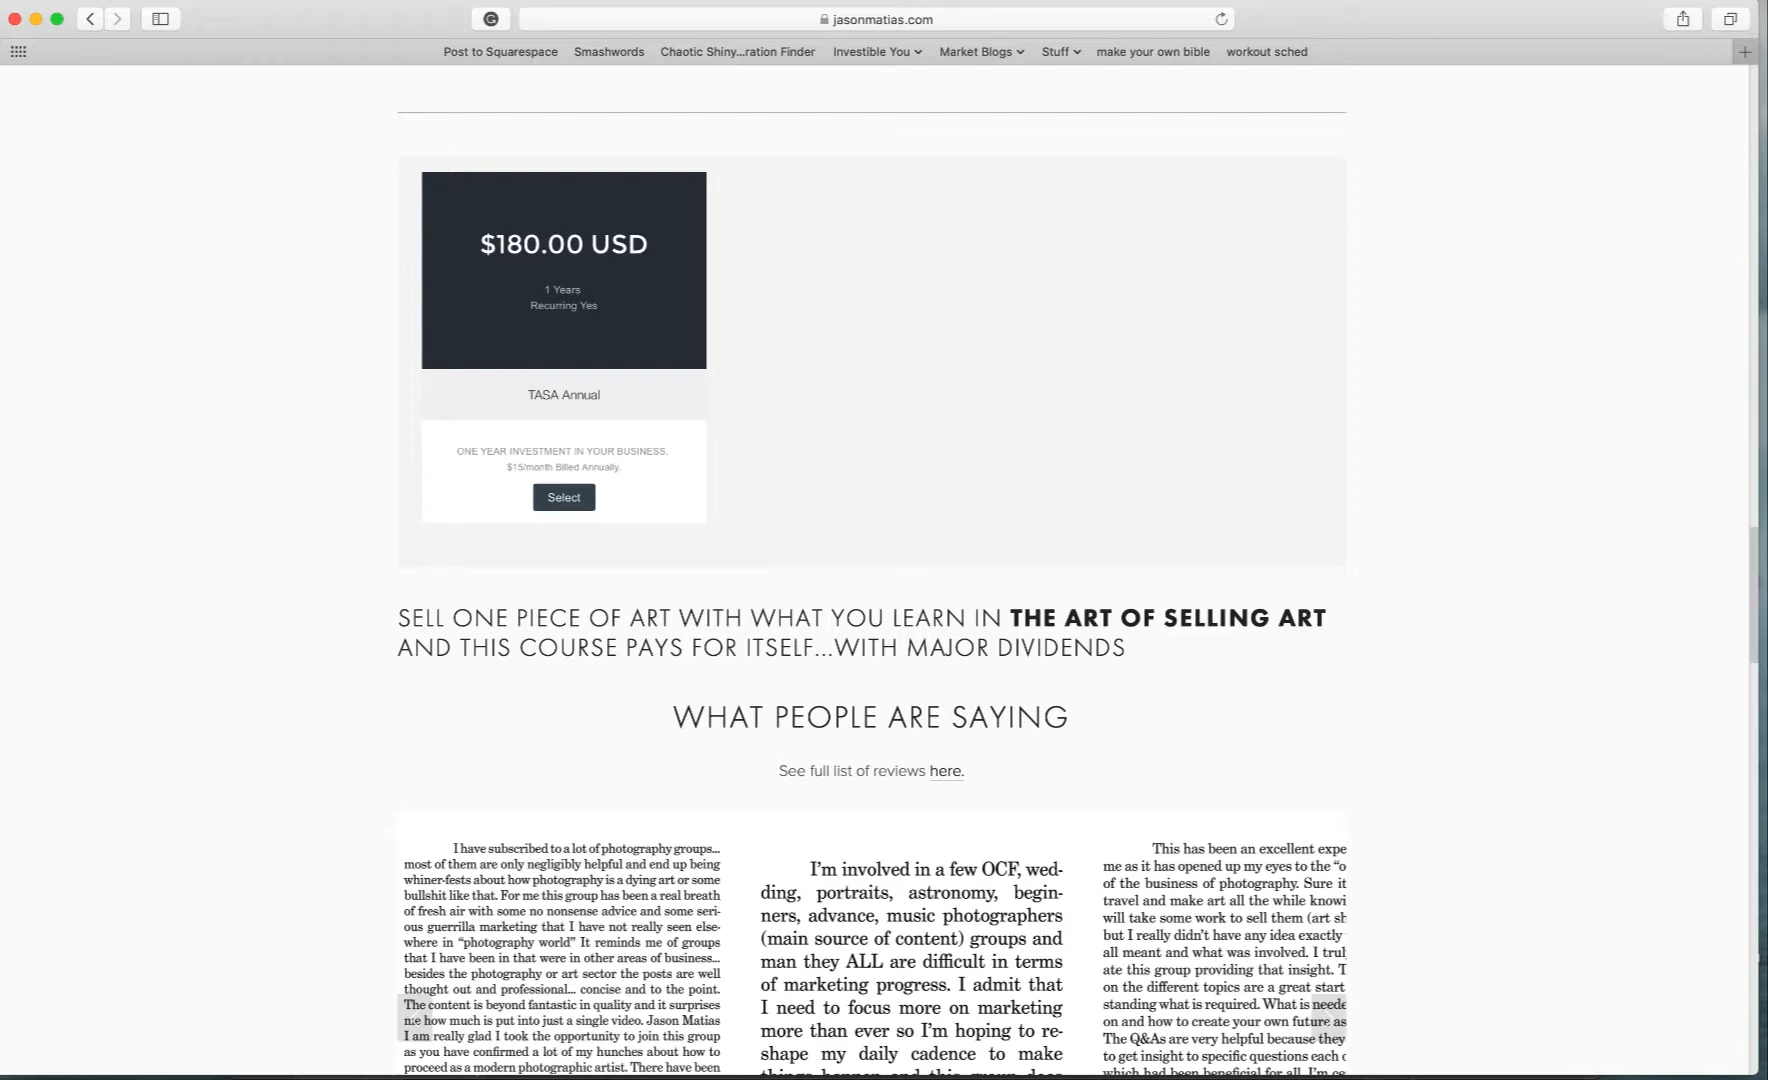 jasonmatias.com
Post to Squarespace Smashwords Chaotic Shiny...ration Finder Investible You Market Blogs Stuff make your own bible workout sched
$180.00 USD
1 Years
Recurring Yes
TASA Annual
ONE YEAR INVESTMENT IN YOUR BUSINESS.
$15/month Billed Annually.
Select
SELL ONE PIECE OF ART WITH WHAT YOU LEARN IN THE ART OF SELLING ART
AND THIS COURSE PAYS FOR ITSELF...WITH MAJOR DIVIDENDS
WHAT PEOPLE ARE SAYING
See full list of reviews here.
I have subscribed to a lot of photography groups...
most of them are only negligibly helpful and end up being
whiner-fests about how photography is a dying art or some
bullshit like that. For me this group has been a real breath
of fresh air with some no nonsense advice and some seri-
ous guerrilla marketing that I have not really seen else-
where in “photography world” It reminds me of groups
that I have been in that were in other areas of business...
besides the photography or art sector the posts are well
thought out and professional... concise and to the point.
The content is beyond fantastic in quality and it surprises
me how much is put into just a single video. Jason Matias
I am really glad I took the opportunity to join this group
as you have confirmed a lot of my hunches about how to
proceed as a modern photographic artist. There have been
I’m involved in a few OCF, wed-
ding, portraits, astronomy, begin-
ners, advance, music photographers
(main source of content) groups and
man they ALL are difficult in terms
of marketing progress. I admit that
I need to focus more on marketing
more than ever so I’m hoping to re-
shape my daily cadence to make
things happen and this group does
This has been an excellent expe
me as it has opened up my eyes to the “o
of the business of photography. Sure it
travel and make art all the while knowi
will take some work to sell them (art sh
but I really didn’t have any idea exactly
all meant and what was involved. I trul
ate this group providing that insight. T
on the different topics are a great start
standing what is required. What is neede
on and how to create your own future as
The Q&As are very helpful because they
to get insight to specific questions each o
which had been beneficial for all. I’m ce